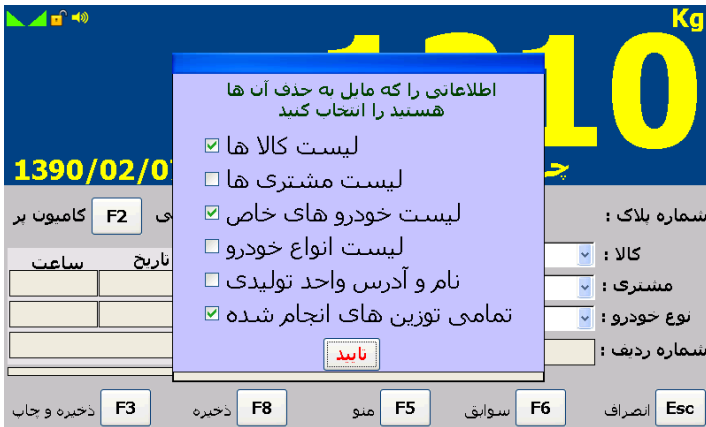 Kg
1390/02/0
اطلاعاتی را که مایل به حذف آن ها
هستید را انتخاب کنید
لیست کالا ها
لیست مشتری ها
لیست خودرو های خاص
لیست انواع خودرو
نام و آدرس واحد تولیدی
تمامی توزین های انجام شده
تایید
شماره پلاک :
F2 کامیون پر
کالا :
تاریخ ساعت
مشتری :
نوع خودرو :
شماره ردیف :
Esc انصراف F6 سوابق F5 منو F8 ذخیره F3 ذخیره و چاپ